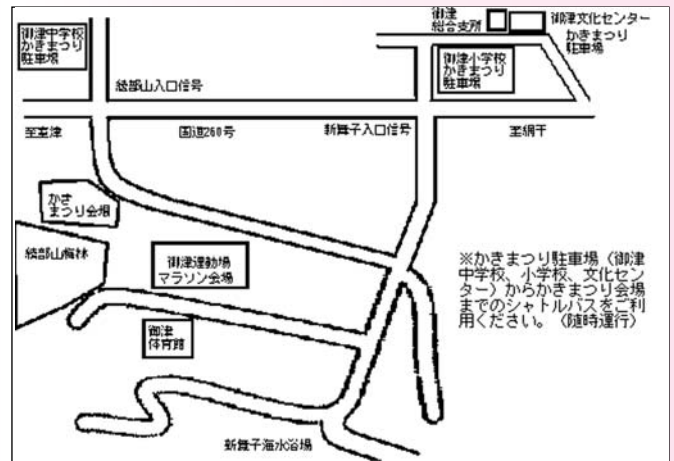 御津
総合支所
御津文化センター
かきまつり
駐車場
御津中学校
かきまつり
駐車場
御津小学校
かきまつり
駐車場
綾部山入口信号
至室津
国道250号
新舞子入口信号
至網干
かき
まつり会場
綾部山梅林
御津運動場
マラソン会場
御津
体育館
※かきまつり駐車場（御津
中学校、小学校、文化セン
ター）からかきまつり会場
までのシャトルバスをご利
用ください。（随時運行）
新舞子海水浴場